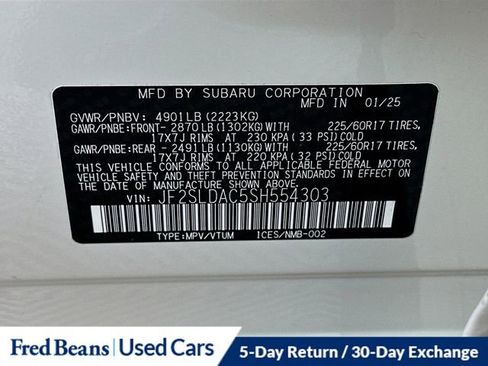 MFD BY SUBARU CORPORATION
MFD IN 01/25
GVWR/PNBV: 4901LB(2223KG)
GAWR/PNBE:FRONT- 2870LB(1302KG)WITH 225/60R17 TIRES,
17X7J RIMS AT 230 KPA(33 PSI)COLD
GAWR/PNBE:REAR - 2491LB(1130KG)WITH 225/60R17 TIRES,
17X7J RIMS AT 220 KPA(32 PSI)COLD
THIS VEHICLE CONFORMS TO ALL APPLICABLE FEDERAL MOTOR
VEHICLE SAFETY STANDARDS IN EFFECT ON THE DATE OF
MANUFACTURE SHOWN ABOVE.
VIN: JF2SLDAC5SH554303
TYPE:MPV/VTUM ICES/NMB-002
Fred Beans Used Cars 5-Day Return / 30-Day Exchange